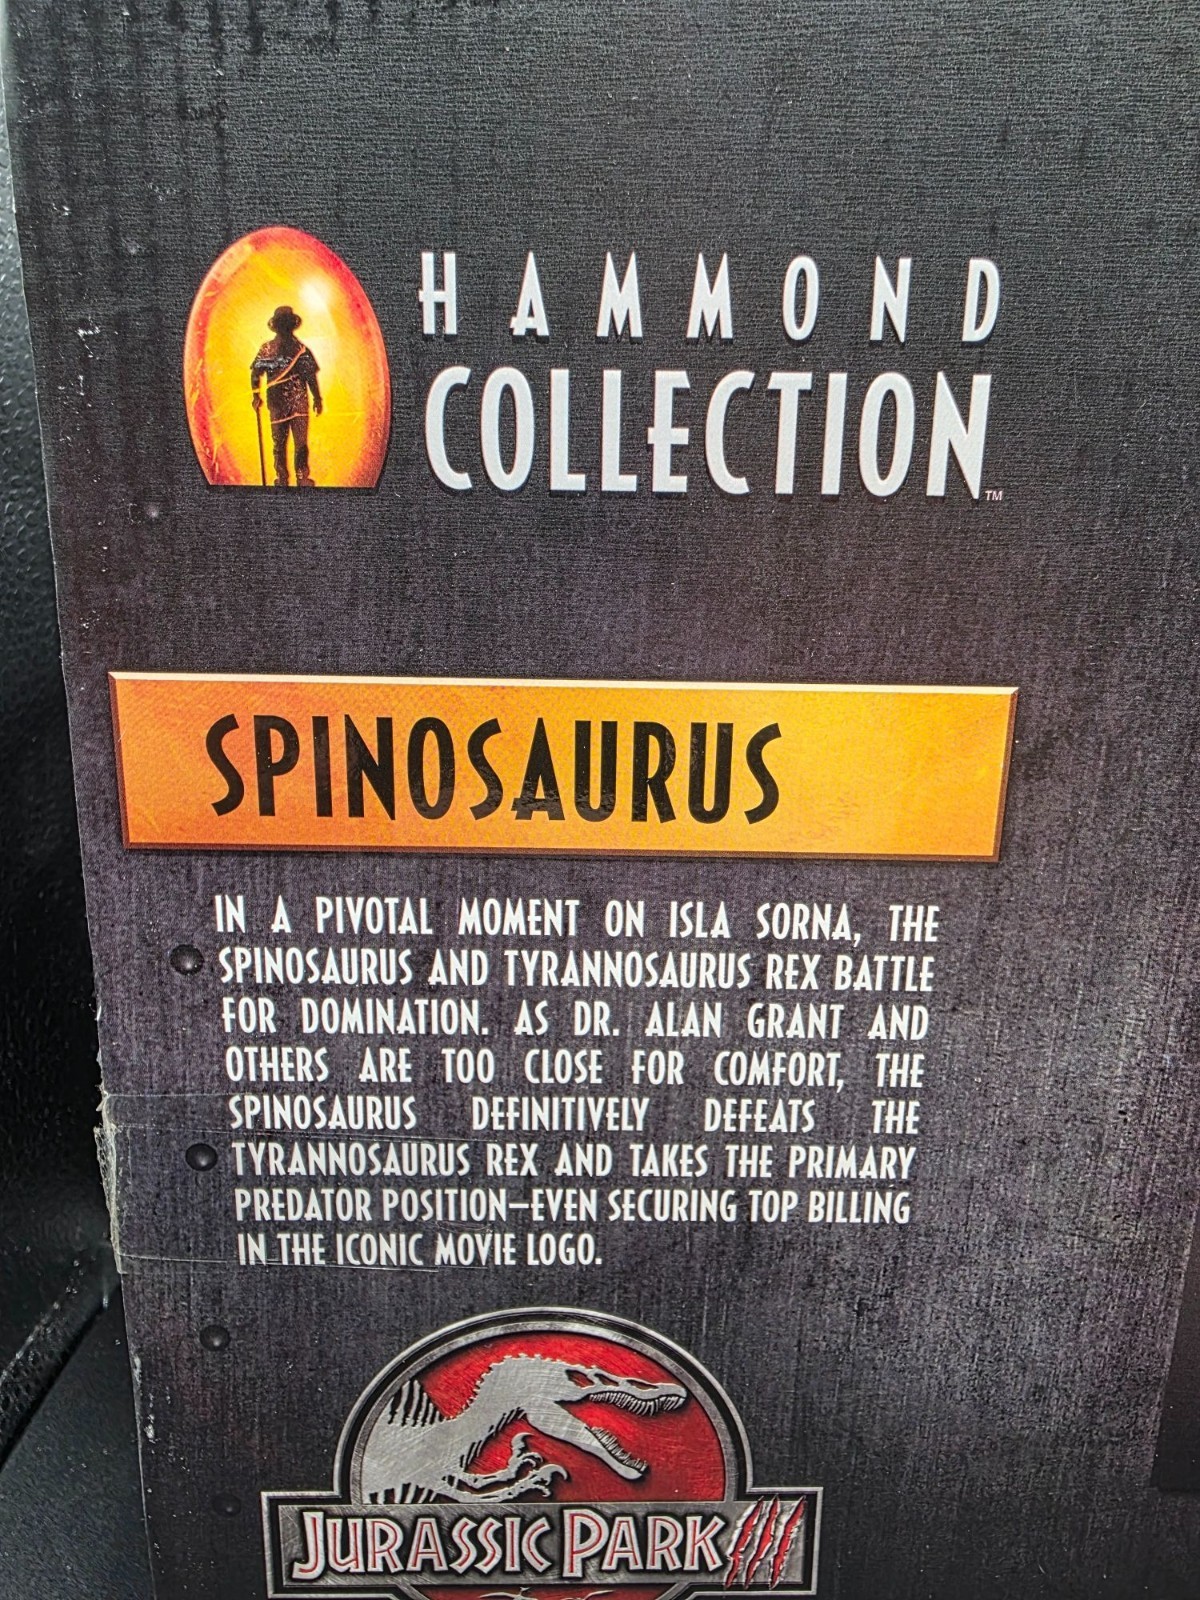 HAMMOND
COLLECTION™
SPINOSAURUS
IN A PIVOTAL MOMENT ON ISLA SORNA, THE
SPINOSAURUS AND TYRANNOSAURUS REX BATTLE
FOR DOMINATION. AS DR. ALAN GRANT AND
OTHERS ARE TOO CLOSE FOR COMFORT, THE
SPINOSAURUS DEFINITIVELY DEFEATS THE
TYRANNOSAURUS REX AND TAKES THE PRIMARY
PREDATOR POSITION—EVEN SECURING TOP BILLING
IN THE ICONIC MOVIE LOGO.
JURASSIC PARK III